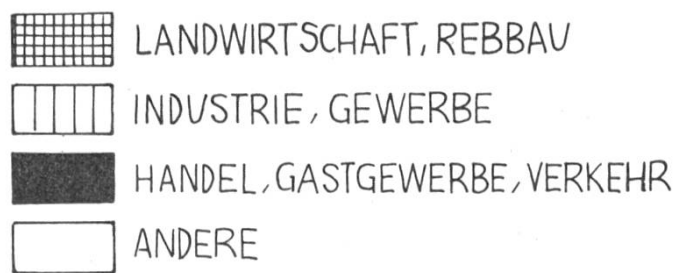 LANDWIRTSCHAFT, REBBAU
INDUSTRIE, GEWERBE
HANDEL, GASTGEWERBE, VERKEHR
ANDERE